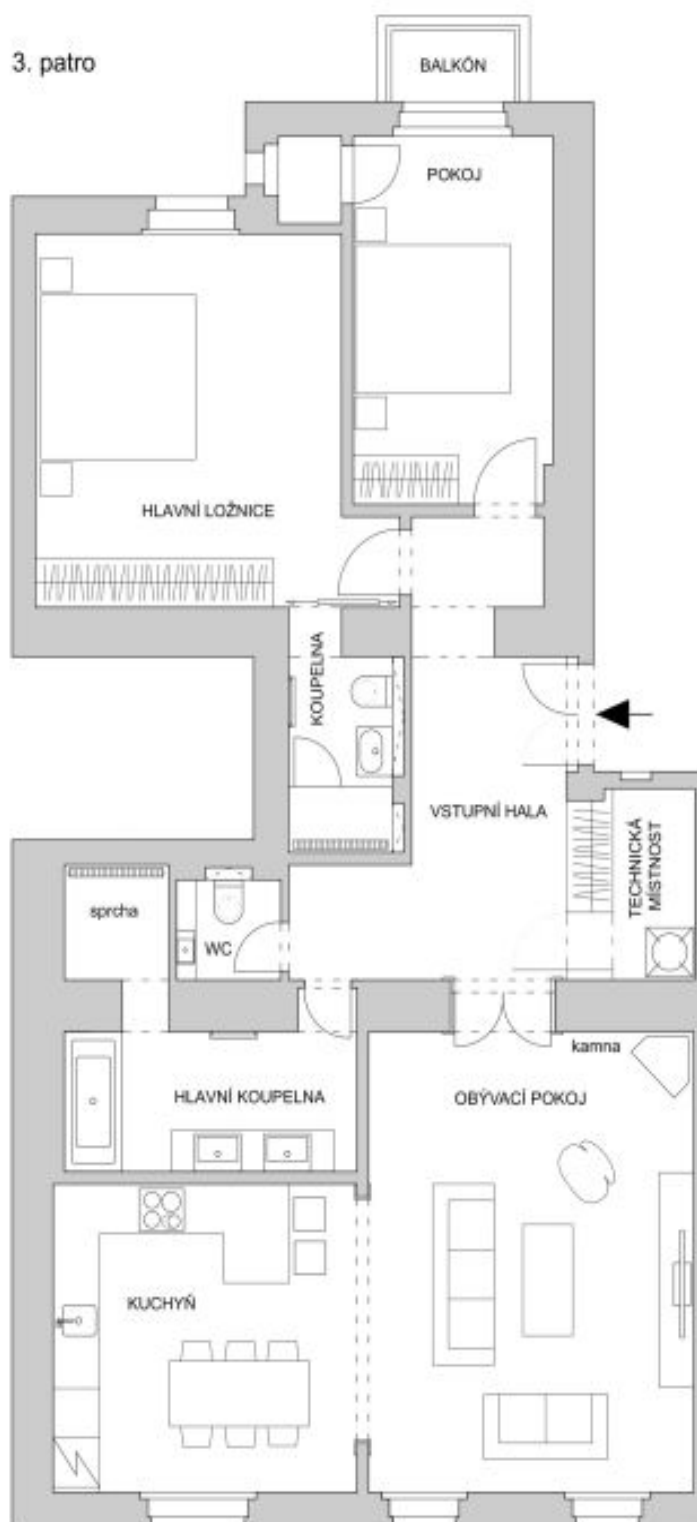 3. patro
BALKÓN
POKOJ
HLAVNÍ LOŽNICE
KOUPELNA
VSTUPNÍ HALA
TECHNICKÁ
MÍSTNOST
sprcha
WC
kamna
HLAVNÍ KOUPELNA
OBÝVACÍ POKOJ
KUCHYŇ